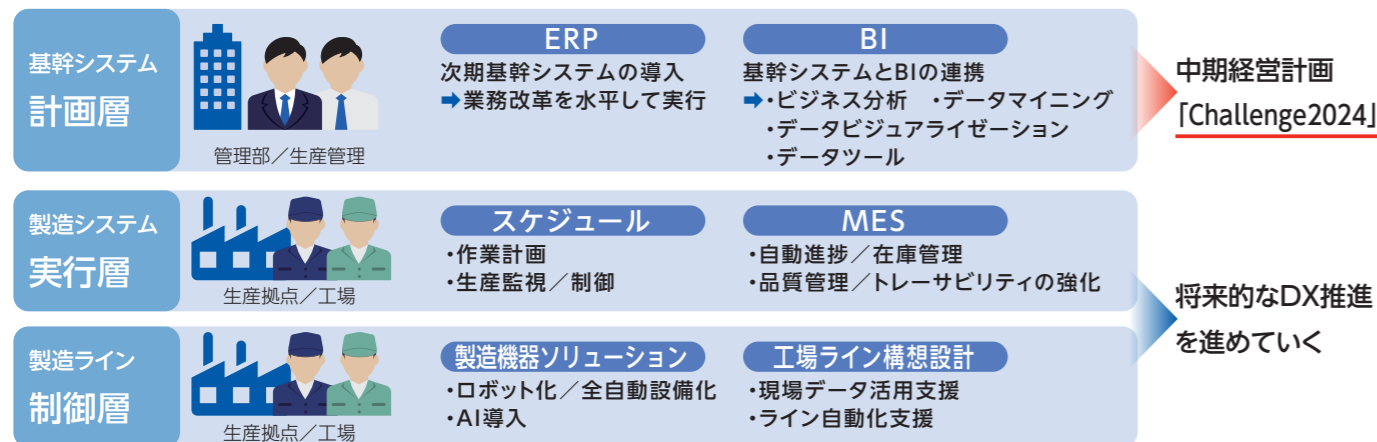 基幹システム
計画層
管理部／生産管理
ERP
次期基幹システムの導入
➡業務改革を水平して実行
BI
基幹システムとBIの連携
➡・ビジネス分析　・データマイニング
・データビジュアライゼーション
・データツール
中期経営計画
「Challenge2024」
製造システム
実行層
生産拠点／工場
スケジュール
・作業計画
・生産監視／制御
MES
・自動進捗／在庫管理
・品質管理／トレーサビリティの強化
製造ライン
制御層
生産拠点／工場
製造機器ソリューション
・ロボット化／全自動設備化
・AI導入
工場ライン構想設計
・現場データ活用支援
・ライン自動化支援
将来的なDX推進
を進めていく